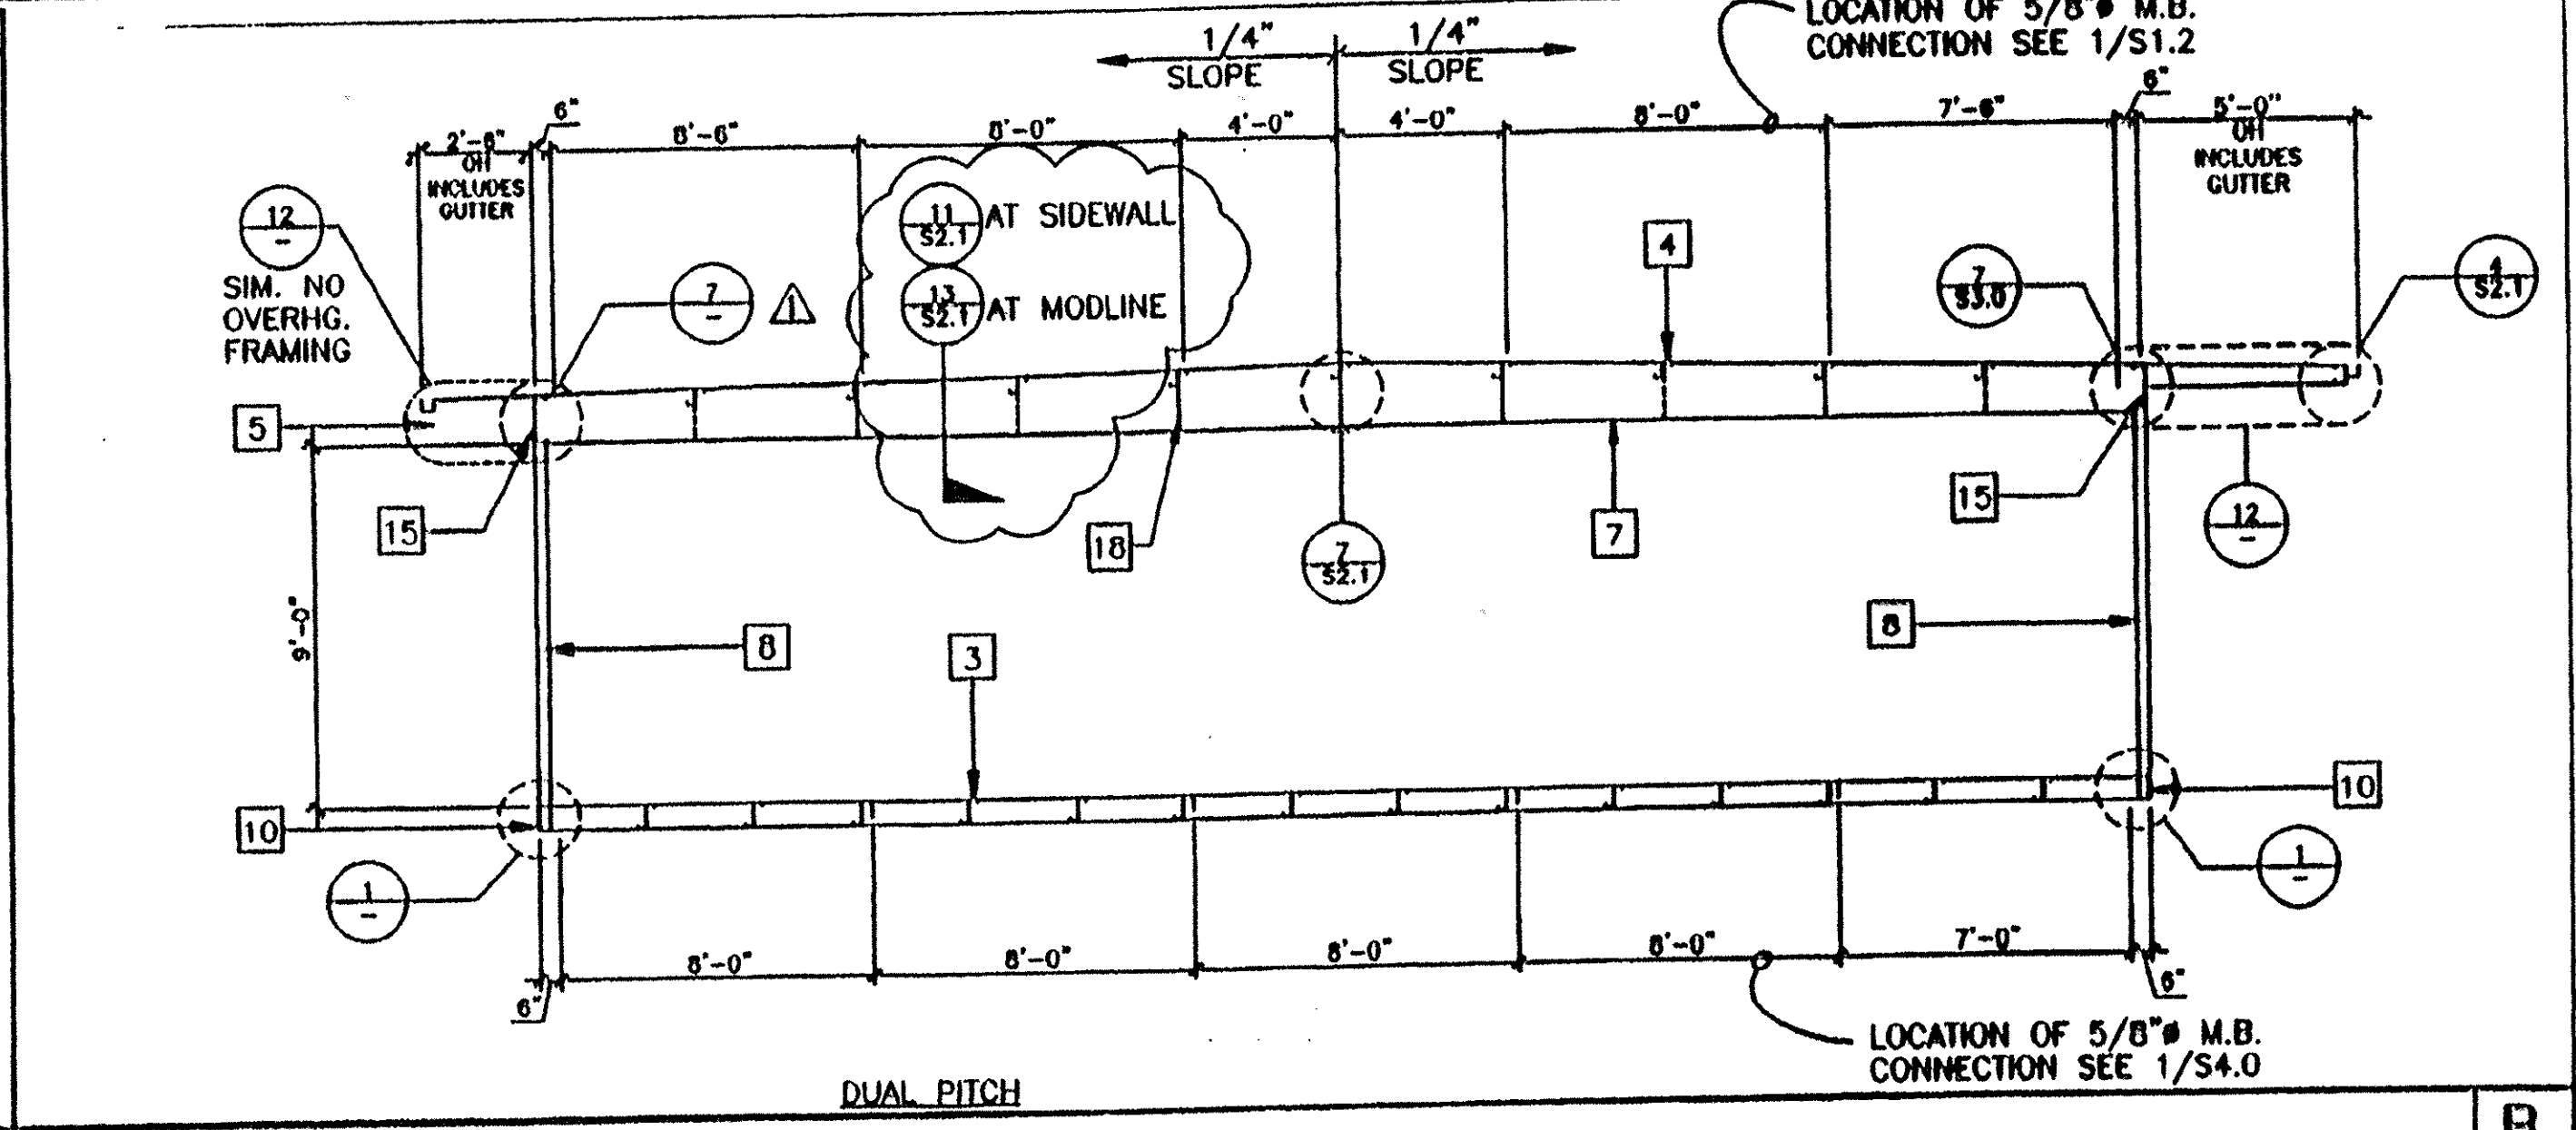 LOCATION OF 5/8"ø M.B.
CONNECTION SEE 1/S1.2
1/4"
SLOPE
1/4"
SLOPE
2'-6"
OH
INCLUDES
GUTTER
6"
8'-6"
8'-0"
4'-0"
4'-0"
8'-0"
7'-6"
6"
5'-0"
OH
INCLUDES
GUTTER
12
-
SIM. NO
OVERHG.
FRAMING
7
-
1
11
S2.1
AT SIDEWALL
13
S2.1
AT MODLINE
4
7
S3.0
4
S2.1
5
15
18
7
S2.1
7
15
12
-
9'-0"
8
3
8
10
10
1
-
1
-
6"
8'-0"
8'-0"
8'-0"
8'-0"
7'-0"
6"
LOCATION OF 5/8"ø M.B.
CONNECTION SEE 1/S4.0
DUAL PITCH